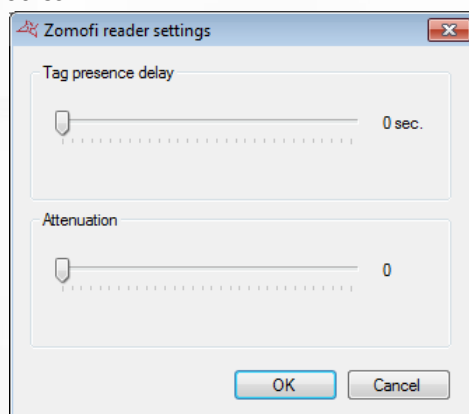 Zomofi reader settings
Tag presence delay
0 sec.
Attenuation
0
OK Cancel